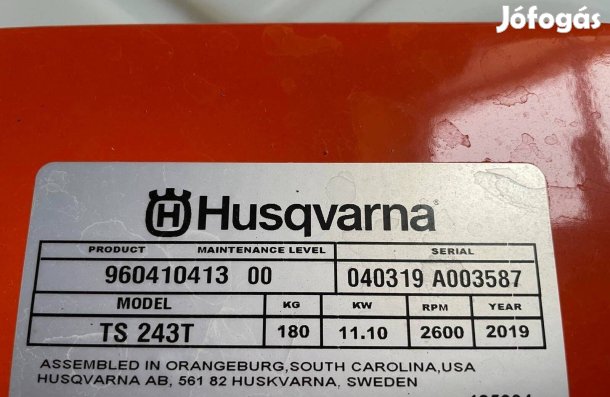 Jófogás
Husqvarna
PRODUCT MAINTENANCE LEVEL SERIAL
960410413 00 040319 A003587
MODEL KG KW RPM YEAR
TS 243T 180 11.10 2600 2019
ASSEMBLED IN ORANGEBURG,SOUTH CAROLINA,USA
HUSQVARNA AB, 561 82 HUSKVARNA, SWEDEN